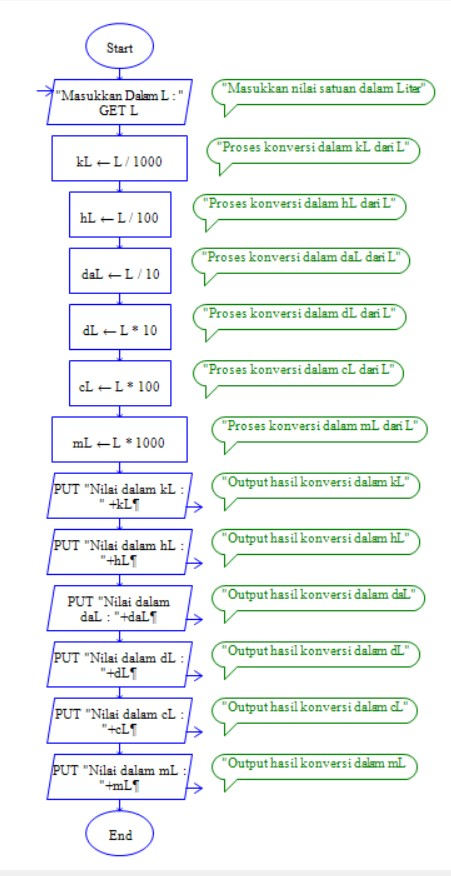 Start
"Masukkan Dalam L : "
GET L
"Masukkan nilai satuan dalam Liter"
kL ← L / 1000
"Proses konversi dalam kL dari L"
hL ← L / 100
"Proses konversi dalam hL dari L"
daL ← L / 10
"Proses konversi dalam daL dari L"
dL ← L * 10
"Proses konversi dalam dL dari L"
cL ← L * 100
"Proses konversi dalam cL dari L"
mL ← L * 1000
"Proses konversi dalam mL dari L"
PUT "Nilai dalam kL :
" +kL¶
"Output hasil konversi dalam kL"
PUT "Nilai dalam hL :
"+hL¶
"Output hasil konversi dalam hL"
PUT "Nilai dalam
daL : "+daL¶
"Output hasil konversi dalam daL"
PUT "Nilai dalam dL :
"+dL¶
"Output hasil konversi dalam dL"
PUT "Nilai dalam cL :
"+cL¶
"Output hasil konversi dalam cL"
PUT "Nilai dalam mL :
"+mL¶
"Output hasil konversi dalam mL
End